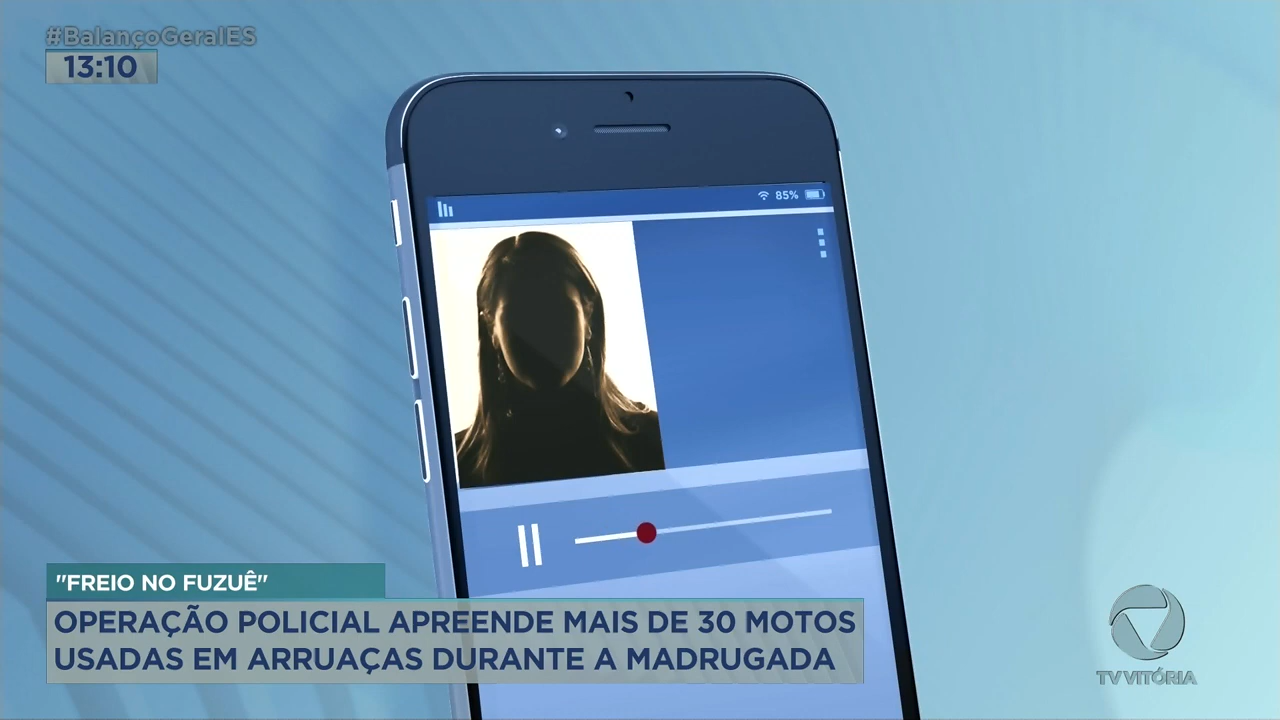 #BalançoGeralES
13:10
85%
"FREIO NO FUZUÊ"
OPERAÇÃO POLICIAL APREENDE MAIS DE 30 MOTOS
USADAS EM ARRUAÇAS DURANTE A MADRUGADA
TV VITÓRIA